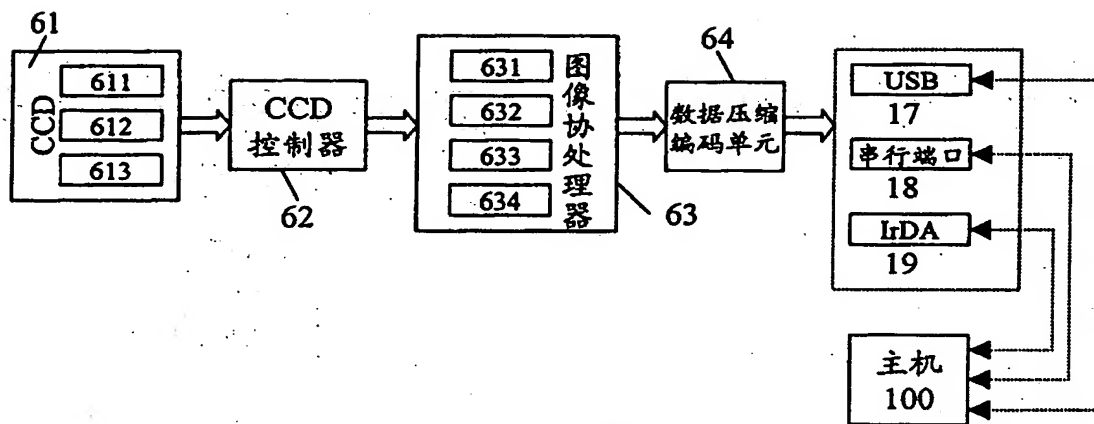 61
CCD
611
612
613
CCD
控制器
62
631
632
633
634
图像协处理器
63
64
数据压缩
编码单元
USB
17
串行端口
18
IrDA
19
主机
100